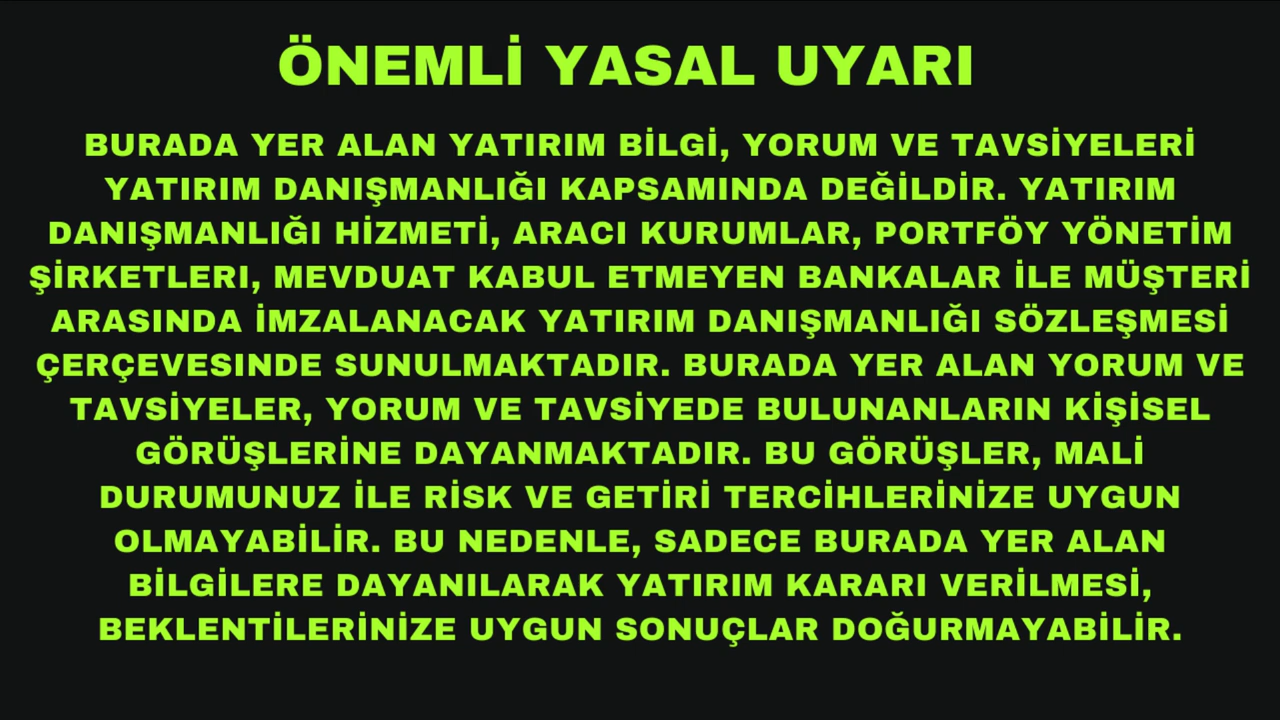 ÖNEMLİ YASAL UYARI
BURADA YER ALAN YATIRIM BİLGİ, YORUM VE TAVSİYELERİ
YATIRIM DANIŞMANLIĞI KAPSAMINDA DEĞİLDİR. YATIRIM
DANIŞMANLIĞI HİZMETİ, ARACI KURUMLAR, PORTFÖY YÖNETİM
ŞİRKETLERI, MEVDUAT KABUL ETMEYEN BANKALAR İLE MÜŞTERİ
ARASINDA İMZALANACAK YATIRIM DANIŞMANLIĞI SÖZLEŞMESİ
ÇERÇEVESINDE SUNULMAKTADIR. BURADA YER ALAN YORUM VE
TAVSİYELER, YORUM VE TAVSİYEDE BULUNANLARIN KİŞİSEL
GÖRÜŞLERİNE DAYANMAKTADIR. BU GÖRÜŞLER, MALİ
DURUMUNUZ İLE RİSK VE GETİRİ TERCİHLERİNİZE UYGUN
OLMAYABİLİR. BU NEDENLE, SADECE BURADA YER ALAN
BİLGİLERE DAYANILARAK YATIRIM KARARI VERİLMESİ,
BEKLENTİLERİNİZE UYGUN SONUÇLAR DOĞURMAYABİLİR.